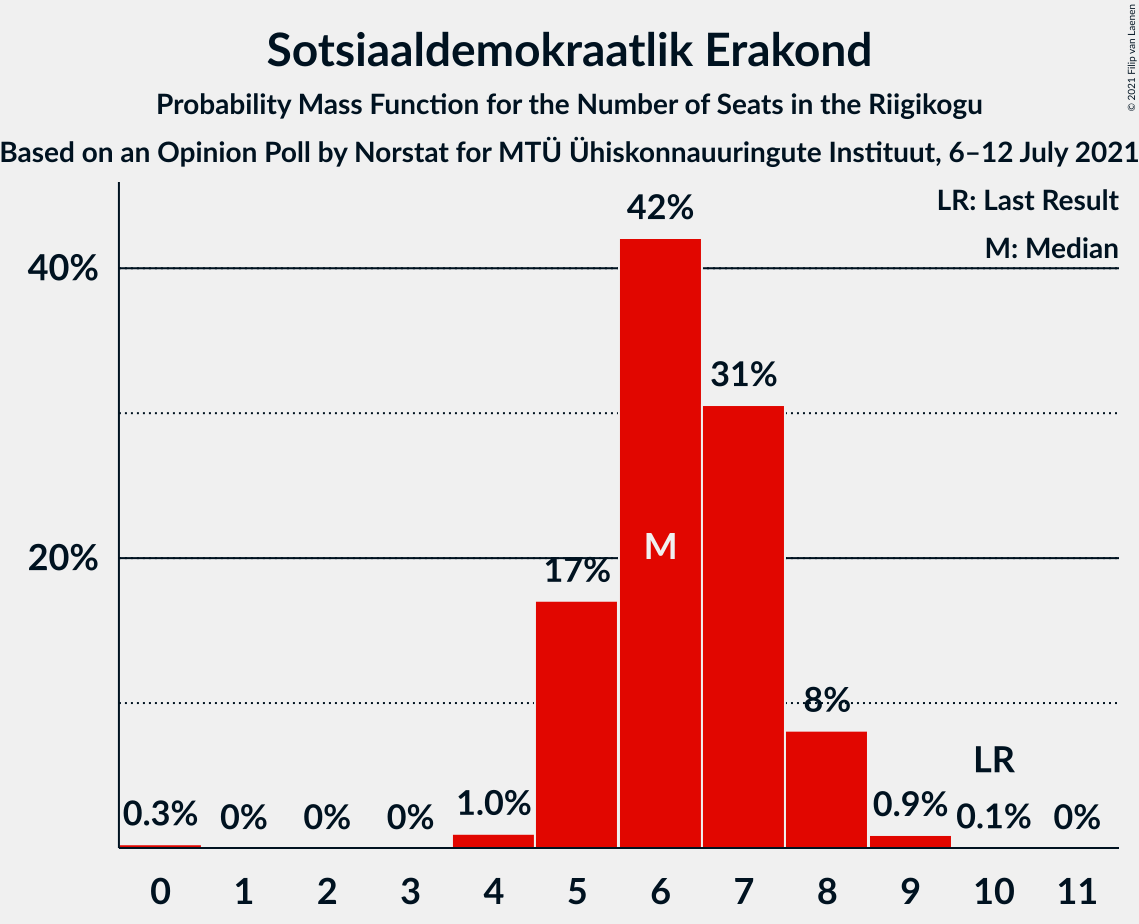 Sotsiaaldemokraatlik Erakond
Probability Mass Function for the Number of Seats in the Riigikogu
Based on an Opinion Poll by Norstat for MTÜ Ühiskonnauuringute Instituut, 6–12 July 2021
© 2021 Filip van Laenen
LR: Last Result
M: Median
40%
20%
0.3%
0%
0%
0%
1.0%
17%
42%
M
31%
8%
0.9%
LR
0.1%
0%
0 1 2 3 4 5 6 7 8 9 10 11